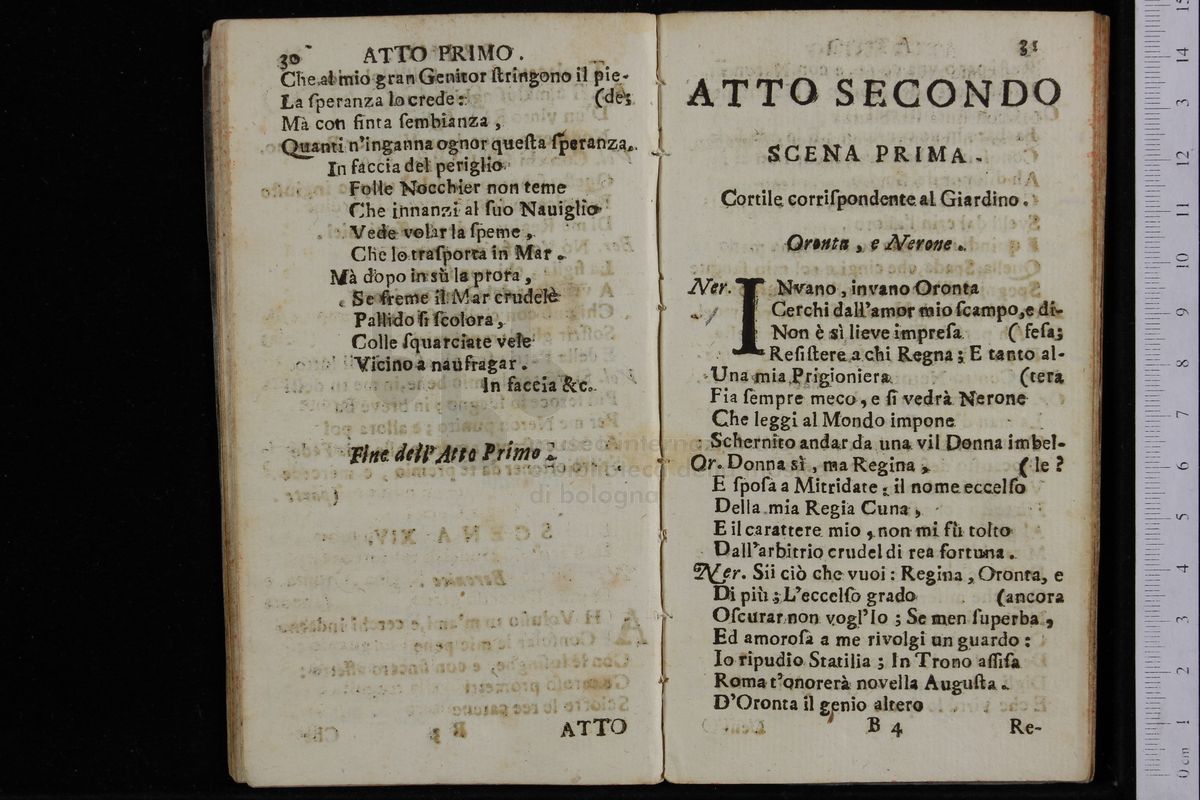 30 ATTO PRIMO.
Che al mio gran Genitor ſtringono il pie-
La ſperanza lo crede: (de;
Mà con finta ſembianza,
Quanti n'inganna ognor queſta ſperanza.
In faccia del periglio
Folle Nocchier non teme
Che innanzi al ſuo Nauiglio
Vede volar la ſpeme,
Che lo traſporta in Mar.
Mà dopo in sù la prora,
Se freme il Mar crudelè
Pallido ſi ſcolora,
Colle ſquarciate vele
Vicino a naufragar.
In faccia &c.
Fine dell'Atto Primo.
ATTO
31
ATTO SECONDO
SCENA PRIMA.
Cortile corriſpondente al Giardino.
Oronta, e Nerone.
Ner. INvano, invano Oronta
Cerchi dall'amor mio ſcampo, e di-
Non è sì lieve impreſa (feſa;
Reſiſtere a chi Regna; E tanto al-
Una mia Prigioniera (tera
Fia ſempre meco, e ſi vedrà Nerone
Che leggi al Mondo impone
Schernito andar da una vil Donna imbel-
Or. Donna sì, ma Regina, (le?
E ſpoſa a Mitridate; il nome eccelſo
Della mia Regia Cuna,
E il carattere mio, non mi fù tolto
Dall'arbitrio crudel di rea fortuna.
Ner. Sii ciò che vuoi: Regina, Oronta, e
Di più; L'eccelſo grado (ancora
Oſcurar non vogl'Io; Se men ſuperba,
Ed amoroſa a me rivolgi un guardo:
Io ripudio Statilia; In Trono aſſiſa
Roma t'onorerà novella Auguſta.
D'Oronta il genio altero
B 4 Re-